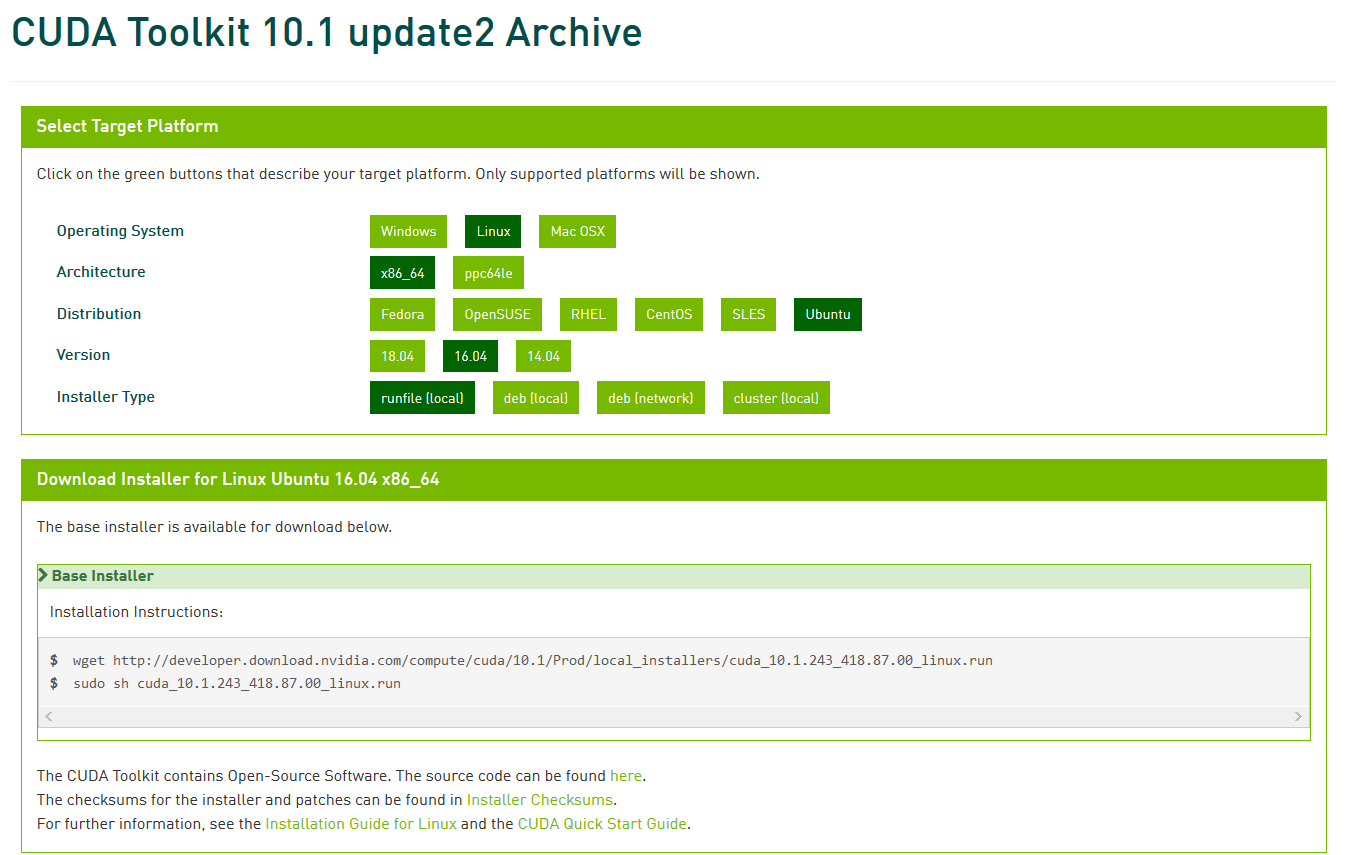 CUDA Toolkit 10.1 update2 Archive
Select Target Platform
Click on the green buttons that describe your target platform. Only supported platforms will be shown.
Operating System Windows Linux Mac OSX
Architecture x86_64 ppc64le
Distribution Fedora OpenSUSE RHEL CentOS SLES Ubuntu
Version 18.04 16.04 14.04
Installer Type runfile (local) deb (local) deb (network) cluster (local)
Download Installer for Linux Ubuntu 16.04 x86_64
The base installer is available for download below.
Base Installer
Installation Instructions:
$ wget http://developer.download.nvidia.com/compute/cuda/10.1/Prod/local_installers/cuda_10.1.243_418.87.00_linux.run
$ sudo sh cuda_10.1.243_418.87.00_linux.run
The CUDA Toolkit contains Open-Source Software. The source code can be found here.
The checksums for the installer and patches can be found in Installer Checksums.
For further information, see the Installation Guide for Linux and the CUDA Quick Start Guide.